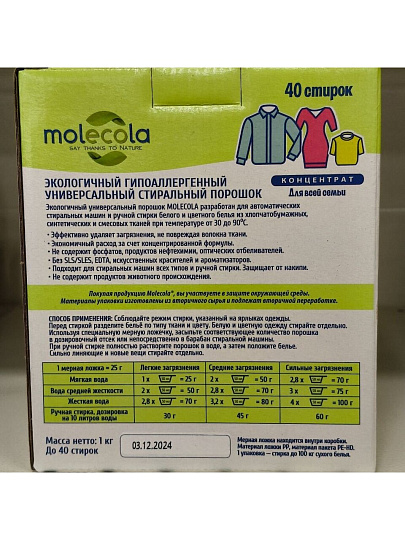 40 стирок
molecola
SAY THANKS TO NATURE
КОНЦЕНТРАТ
Для всей семьи
ЭКОЛОГИЧНЫЙ ГИПОАЛЛЕРГЕННЫЙ
УНИВЕРСАЛЬНЫЙ СТИРАЛЬНЫЙ ПОРОШОК
Экологичный универсальный порошок MOLECOLA разработан для автоматических
стиральных машин и ручной стирки белого и цветного белья из хлопчатобумажных,
синтетических и смесовых тканей при температуре от 30 до 90°С.
• Эффективно удаляет загрязнения, не повреждая волокна ткани.
• Экономичный расход за счет концентрированной формулы.
• Не содержит фосфатов, продуктов нефтехимии, оптических отбеливателей.
• Без SLS/SLES, EDTA, искусственных красителей и ароматизаторов.
• Подходит для стиральных машин всех типов и ручной стирки. Защищает от накипи.
• Не содержит продуктов животного происхождения.
Покупая продукцию Molecola®, вы участвуете в защите окружающей среды.
Материалы упаковки изготовлены из вторичного сырья и подлежат вторичной переработке.
СПОСОБ ПРИМЕНЕНИЯ: Соблюдайте режим стирки, указанный на ярлыках одежды.
Перед стиркой разделите бельё по типу ткани и цвету. Белую и цветную одежду стирайте отдельно.
Используя специальную мерную ложечку, засыпьте соответствующее количество порошка
в дозировочный отсек или непосредственно в барабан стиральной машины.
При ручной стирке полностью растворите порошок в воде, а затем положите белье.
Сильно линяющие и новые вещи стирайте отдельно.
1 мерная ложка = 25 г Легкие загрязнения Средние загрязнения Сильные загрязнения
Мягкая вода 1 x = 25 г 2 x = 50 г 2,8 x = 70 г
Вода средней жесткости 2 x = 50 г 2,8 x = 70 г 3 x = 75 г
Жесткая вода 2,8 x = 70 г 3,2 x = 80 г 4 x = 100 г
Ручная стирка, дозировка
на 10 литров воды 30 г 45 г 60 г
Масса нетто: 1 кг
До 40 стирок
03.12.2024
Мерная ложка находится внутри коробки.
Материал ложки PP, материал пакета PE-HD.
1 упаковка – стирка до 100 кг сухого белья.